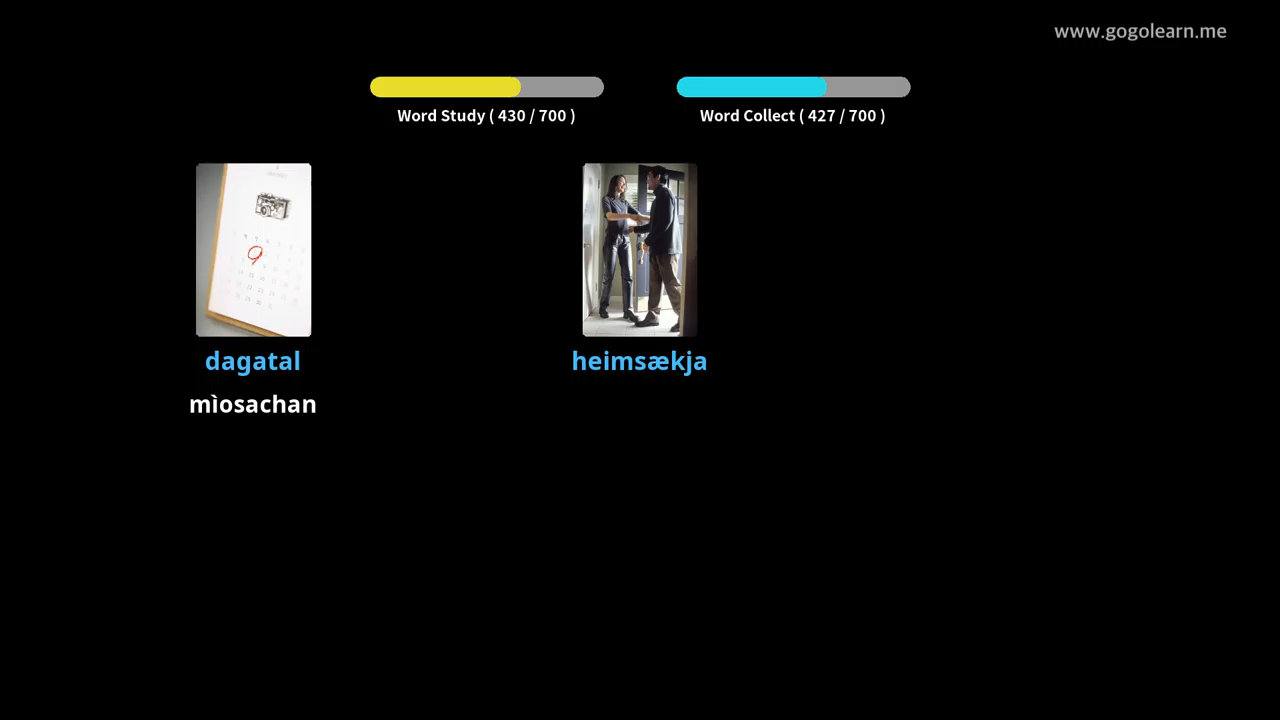 www.gogolearn.me
Word Study ( 430 / 700 )
Word Collect ( 427 / 700 )
dagatal
heimsækja
mìosachan